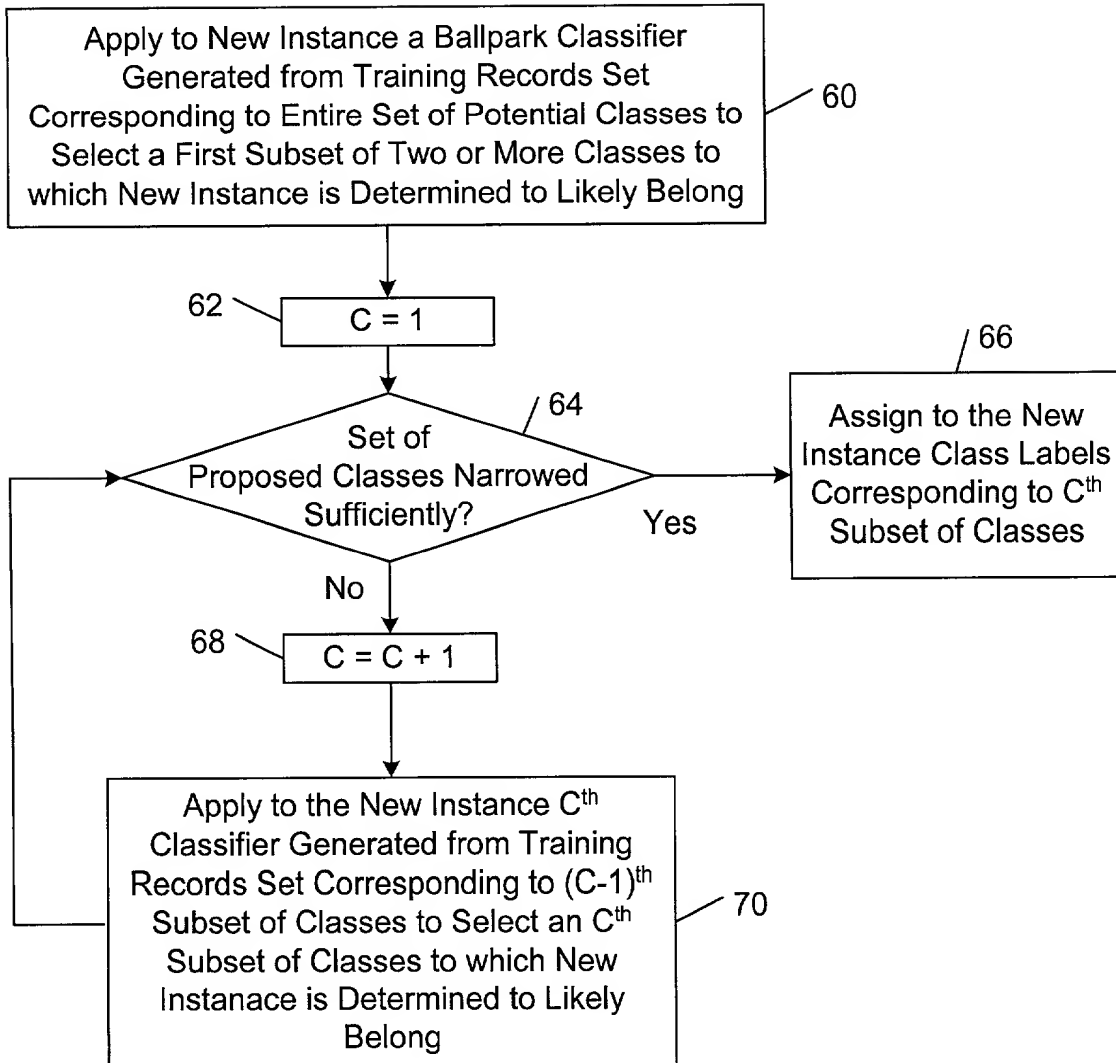 Apply to New Instance a Ballpark Classifier
Generated from Training Records Set
Corresponding to Entire Set of Potential Classes to
Select a First Subset of Two or More Classes to
which New Instance is Determined to Likely Belong
60
62
C = 1
66
64
Set of
Proposed Classes Narrowed
Sufficiently?
Yes
Assign to the New
Instance Class Labels
Corresponding to Cth
Subset of Classes
No
68
C = C + 1
Apply to the New Instance Cth
Classifier Generated from Training
Records Set Corresponding to (C-1)th
Subset of Classes to Select an Cth
Subset of Classes to which New
Instanace is Determined to Likely
Belong
70